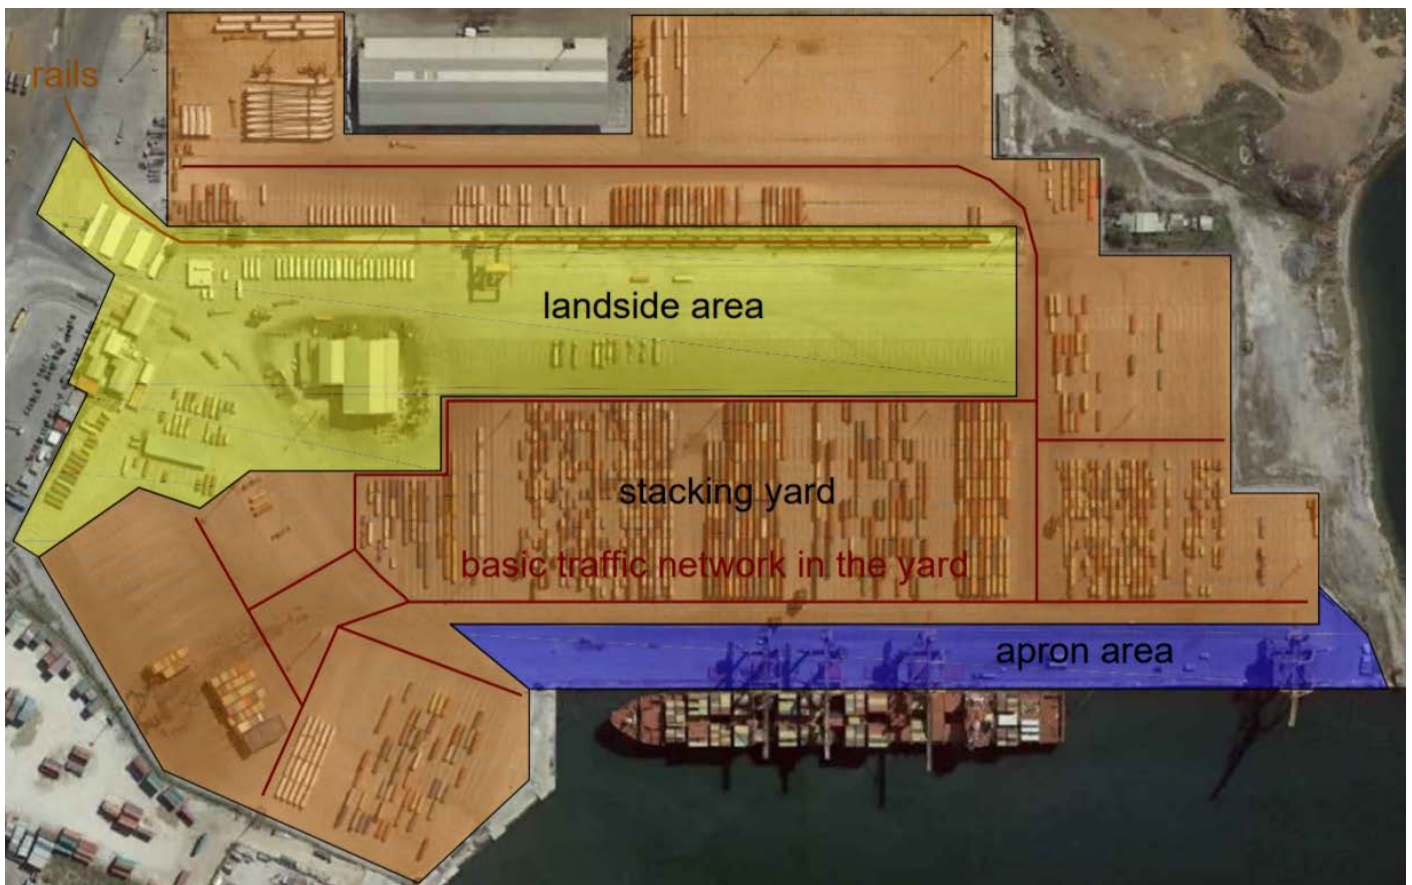 rails
landside area
stacking yard
basic traffic network in the yard
apron area